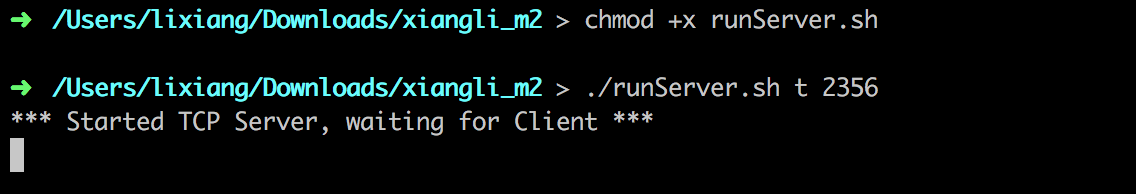 ➜ /Users/lixiang/Downloads/xiangli_m2 > chmod +x runServer.sh
➜ /Users/lixiang/Downloads/xiangli_m2 > ./runServer.sh t 2356
*** Started TCP Server, waiting for Client ***